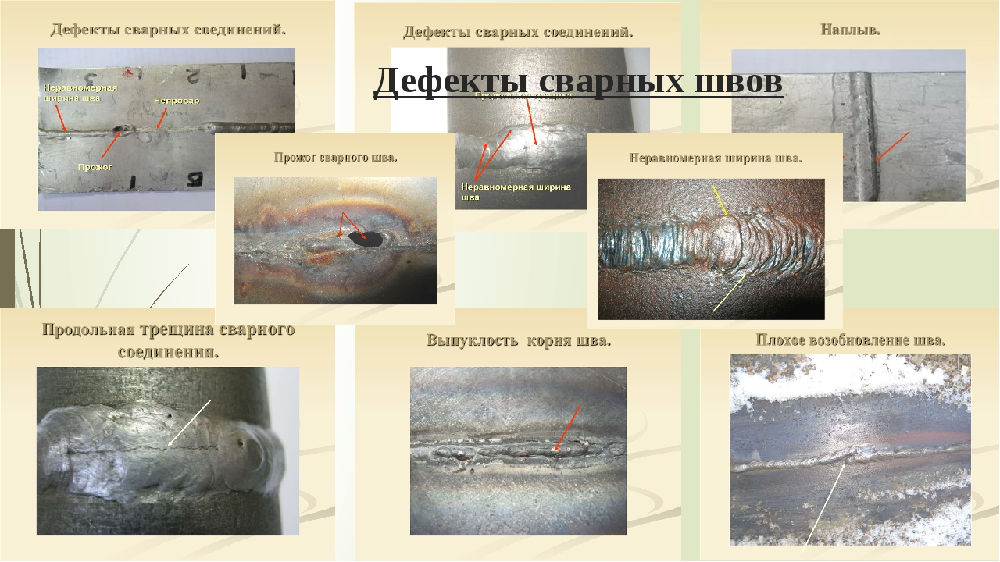 Дефекты сварных соединений.
Неравномерная
ширина шва
Непровар
Прожог
Дефекты сварных соединений.
Дефекты сварных швов
Неравномерная ширина
шва
Наплыв.
Прожог сварного шва.
Неравномерная ширина шва.
Продольная трещина сварного
соединения.
Выпуклость корня шва.
Плохое возобновление шва.